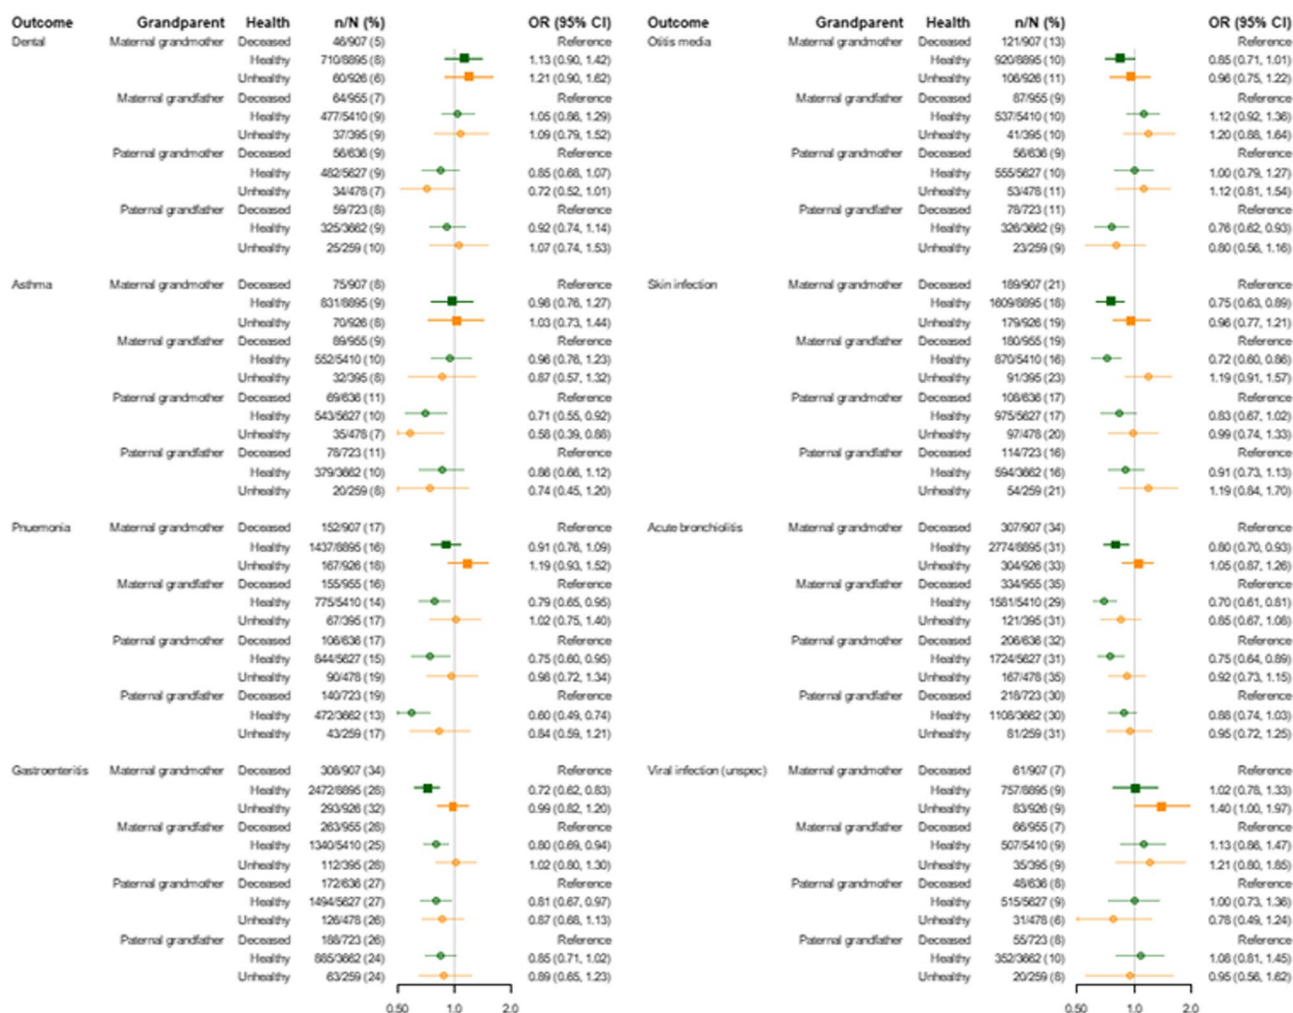 Outcome Grandparent Health n/N (%) OR (95% CI)
Dental Maternal grandmother Deceased 46/907 (5) Reference
Healthy 710/8895 (8) 1.13 (0.90, 1.42)
Unhealthy 60/926 (6) 1.21 (0.90, 1.62)
Maternal grandfather Deceased 64/955 (7) Reference
Healthy 477/5410 (9) 1.05 (0.86, 1.29)
Unhealthy 37/395 (9) 1.09 (0.79, 1.52)
Paternal grandmother Deceased 56/636 (9) Reference
Healthy 482/5627 (9) 0.85 (0.68, 1.07)
Unhealthy 34/478 (7) 0.72 (0.52, 1.01)
Paternal grandfather Deceased 59/723 (8) Reference
Healthy 325/3662 (9) 0.92 (0.74, 1.14)
Unhealthy 25/259 (10) 1.07 (0.74, 1.53)
Asthma Maternal grandmother Deceased 75/907 (8) Reference
Healthy 831/8895 (9) 0.98 (0.76, 1.27)
Unhealthy 70/926 (8) 1.03 (0.73, 1.44)
Maternal grandfather Deceased 89/955 (9) Reference
Healthy 552/5410 (10) 0.96 (0.76, 1.23)
Unhealthy 32/395 (8) 0.87 (0.57, 1.32)
Paternal grandmother Deceased 69/636 (11) Reference
Healthy 543/5627 (10) 0.71 (0.55, 0.92)
Unhealthy 35/478 (7) 0.58 (0.39, 0.88)
Paternal grandfather Deceased 78/723 (11) Reference
Healthy 379/3662 (10) 0.86 (0.66, 1.12)
Unhealthy 20/259 (8) 0.74 (0.45, 1.20)
Pnuemonia Maternal grandmother Deceased 152/907 (17) Reference
Healthy 1437/8895 (16) 0.91 (0.76, 1.09)
Unhealthy 167/926 (18) 1.19 (0.93, 1.52)
Maternal grandfather Deceased 155/955 (16) Reference
Healthy 775/5410 (14) 0.79 (0.65, 0.95)
Unhealthy 67/395 (17) 1.02 (0.75, 1.40)
Paternal grandmother Deceased 106/636 (17) Reference
Healthy 844/5627 (15) 0.75 (0.60, 0.95)
Unhealthy 90/478 (19) 0.98 (0.72, 1.34)
Paternal grandfather Deceased 140/723 (19) Reference
Healthy 472/3662 (13) 0.60 (0.49, 0.74)
Unhealthy 43/259 (17) 0.84 (0.59, 1.21)
Gastroenteritis Maternal grandmother Deceased 308/907 (34) Reference
Healthy 2472/8895 (28) 0.72 (0.62, 0.83)
Unhealthy 293/926 (32) 0.99 (0.82, 1.20)
Maternal grandfather Deceased 263/955 (28) Reference
Healthy 1340/5410 (25) 0.80 (0.69, 0.94)
Unhealthy 112/395 (28) 1.02 (0.80, 1.30)
Paternal grandmother Deceased 172/636 (27) Reference
Healthy 1494/5627 (27) 0.81 (0.67, 0.97)
Unhealthy 126/478 (26) 0.87 (0.68, 1.13)
Paternal grandfather Deceased 188/723 (26) Reference
Healthy 885/3662 (24) 0.85 (0.71, 1.02)
Unhealthy 63/259 (24) 0.89 (0.65, 1.23)
0.50 1.0 2.0
Outcome Grandparent Health n/N (%) OR (95% CI)
Otitis media Maternal grandmother Deceased 121/907 (13) Reference
Healthy 920/8895 (10) 0.85 (0.71, 1.01)
Unhealthy 106/926 (11) 0.96 (0.75, 1.22)
Maternal grandfather Deceased 87/955 (9) Reference
Healthy 537/5410 (10) 1.12 (0.92, 1.36)
Unhealthy 41/395 (10) 1.20 (0.88, 1.64)
Paternal grandmother Deceased 56/636 (9) Reference
Healthy 555/5627 (10) 1.00 (0.79, 1.27)
Unhealthy 53/478 (11) 1.12 (0.81, 1.54)
Paternal grandfather Deceased 78/723 (11) Reference
Healthy 326/3662 (9) 0.76 (0.62, 0.93)
Unhealthy 23/259 (9) 0.80 (0.56, 1.16)
Skin infection Maternal grandmother Deceased 189/907 (21) Reference
Healthy 1609/8895 (18) 0.75 (0.63, 0.89)
Unhealthy 179/926 (19) 0.96 (0.77, 1.21)
Maternal grandfather Deceased 180/955 (19) Reference
Healthy 870/5410 (16) 0.72 (0.60, 0.86)
Unhealthy 91/395 (23) 1.19 (0.91, 1.57)
Paternal grandmother Deceased 108/636 (17) Reference
Healthy 975/5627 (17) 0.83 (0.67, 1.02)
Unhealthy 97/478 (20) 0.99 (0.74, 1.33)
Paternal grandfather Deceased 114/723 (16) Reference
Healthy 594/3662 (16) 0.91 (0.73, 1.13)
Unhealthy 54/259 (21) 1.19 (0.84, 1.70)
Acute bronchiolitis Maternal grandmother Deceased 307/907 (34) Reference
Healthy 2774/8895 (31) 0.80 (0.70, 0.93)
Unhealthy 304/926 (33) 1.05 (0.87, 1.26)
Maternal grandfather Deceased 334/955 (35) Reference
Healthy 1581/5410 (29) 0.70 (0.61, 0.81)
Unhealthy 121/395 (31) 0.85 (0.67, 1.08)
Paternal grandmother Deceased 206/636 (32) Reference
Healthy 1724/5627 (31) 0.75 (0.64, 0.89)
Unhealthy 167/478 (35) 0.92 (0.73, 1.15)
Paternal grandfather Deceased 218/723 (30) Reference
Healthy 1108/3662 (30) 0.88 (0.74, 1.03)
Unhealthy 81/259 (31) 0.95 (0.72, 1.25)
Viral infection (unspec) Maternal grandmother Deceased 61/907 (7) Reference
Healthy 757/8895 (9) 1.02 (0.78, 1.33)
Unhealthy 83/926 (9) 1.40 (1.00, 1.97)
Maternal grandfather Deceased 66/955 (7) Reference
Healthy 507/5410 (9) 1.13 (0.86, 1.47)
Unhealthy 35/395 (9) 1.21 (0.80, 1.85)
Paternal grandmother Deceased 48/636 (8) Reference
Healthy 515/5627 (9) 1.00 (0.73, 1.36)
Unhealthy 31/478 (6) 0.78 (0.49, 1.24)
Paternal grandfather Deceased 55/723 (8) Reference
Healthy 352/3662 (10) 1.08 (0.81, 1.45)
Unhealthy 20/259 (8) 0.95 (0.56, 1.62)
0.50 1.0 2.0